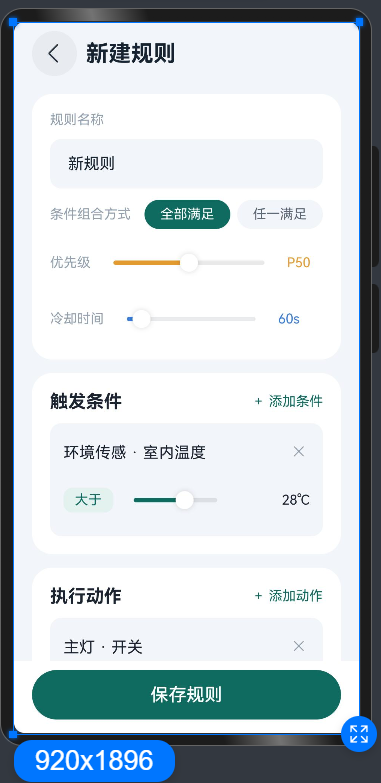 新建规则
规则名称
新规则
条件组合方式 全部满足 任一满足
优先级 P50
冷却时间 60s
触发条件 + 添加条件
环境传感 · 室内温度 ×
大于 28℃
执行动作 + 添加动作
主灯 · 开关 ×
保存规则
920x1896